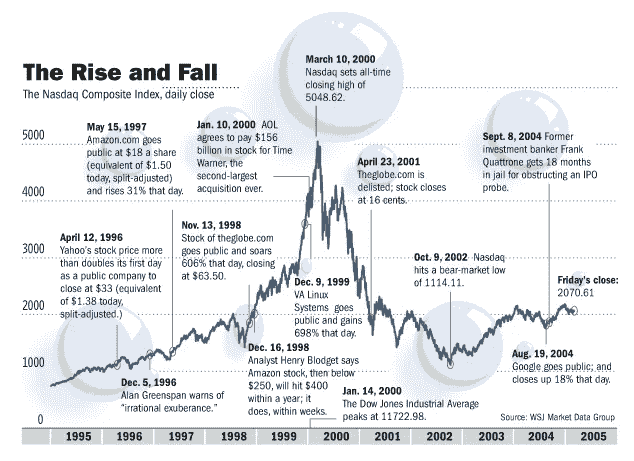 The Rise and Fall
The Nasdaq Composite Index, daily close
March 10, 2000
Nasdaq sets all-time
closing high of
5048.62.
May 15, 1997
Amazon.com goes
public at $18 a share
(equivalent of $1.50
today, split-adjusted)
and rises 31% that day.
Jan. 10, 2000 AOL
agrees to pay $156
billion in stock for Time
Warner, the
second-largest
acquisition ever.
April 23, 2001
Theglobe.com is
delisted; stock closes
at 16 cents.
Sept. 8, 2004 Former
investment banker Frank
Quattrone gets 18 months
in jail for obstructing an IPO
probe.
April 12, 1996
Yahoo's stock price more
than doubles its first day
as a public company to
close at $33 (equivalent
of $1.38 today,
split-adjusted.)
Nov. 13, 1998
Stock of theglobe.com
goes public and soars
606% that day, closing
at $63.50.
Dec. 9, 1999
VA Linux
Systems goes
public and gains
698% that day.
Oct. 9, 2002 Nasdaq
hits a bear-market low
of 1114.11.
Friday's close:
2070.61
Dec. 5, 1996
Alan Greenspan warns of
"irrational exuberance."
Dec. 16, 1998
Analyst Henry Blodget says
Amazon stock, then below
$250, will hit $400
within a year; it
does, within weeks.
Jan. 14, 2000
The Dow Jones Industrial Average
peaks at 11722.98.
Aug. 19, 2004
Google goes public; and
closes up 18% that day.
Source: WSJ Market Data Group
5000
4000
3000
2000
1000
0
1995 1996 1997 1998 1999 2000 2001 2002 2003 2004 2005